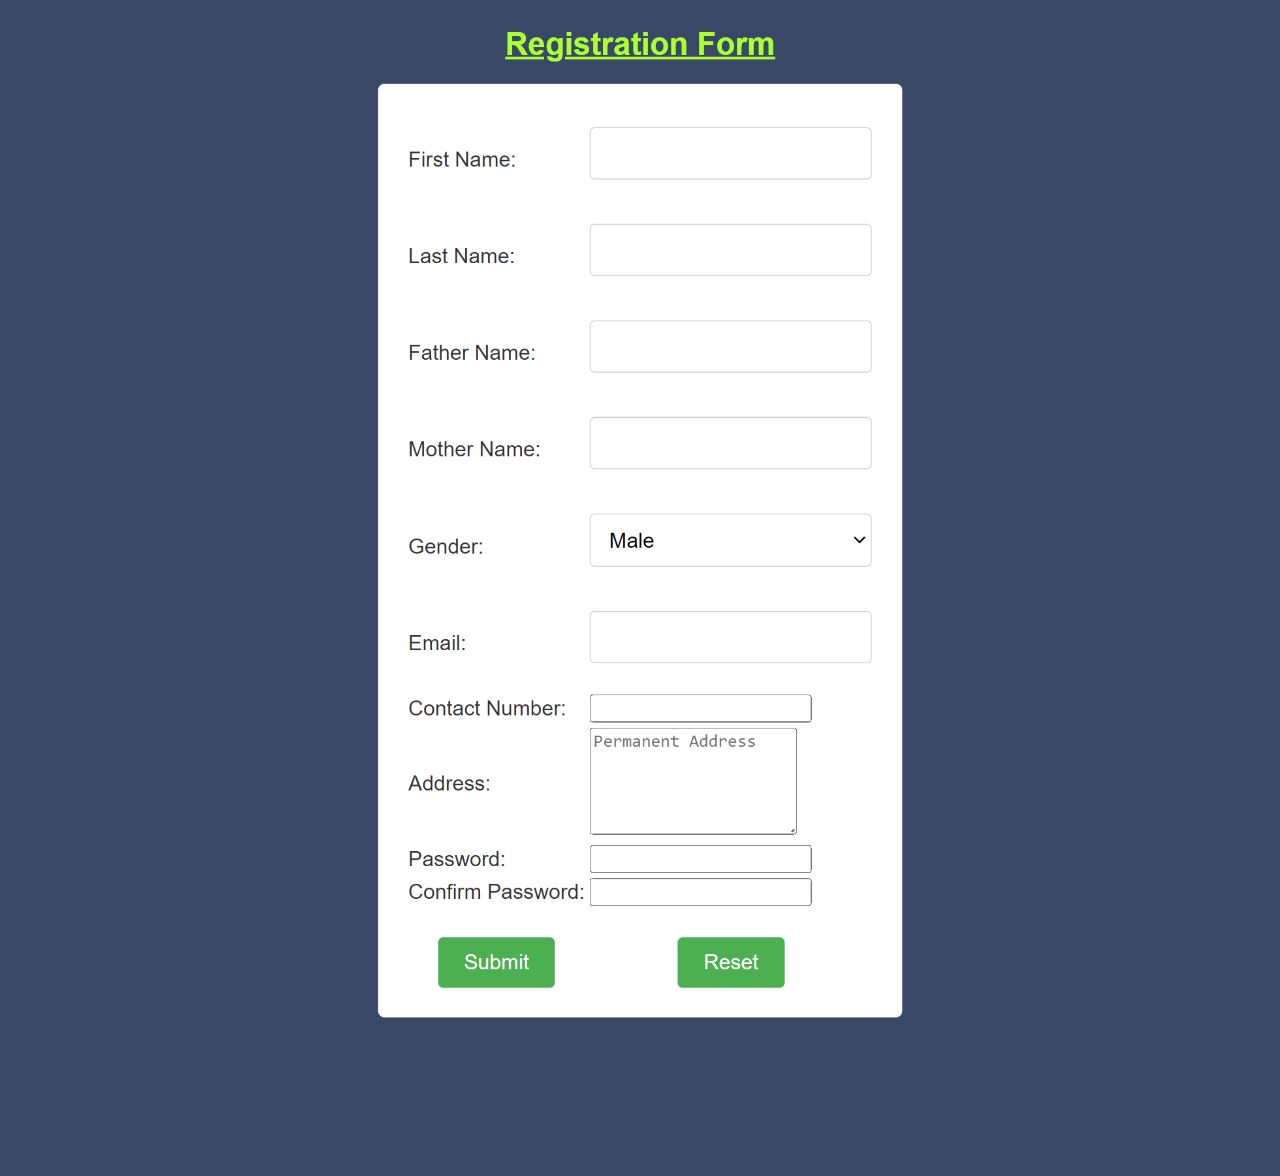 Registration Form
First Name:
Last Name:
Father Name:
Mother Name:
Gender: Male
Email:
Contact Number:
Address: Permanent Address
Password:
Confirm Password:
Submit Reset